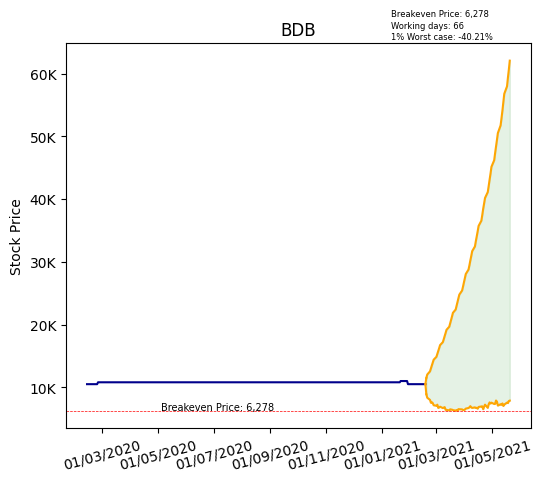 BDB
Breakeven Price: 6,278
Working days: 66
1% Worst case: -40.21%
Stock Price
60K
50K
40K
30K
20K
10K
Breakeven Price: 6,278
01/03/2020
01/05/2020
01/07/2020
01/09/2020
01/11/2020
01/01/2021
01/03/2021
01/05/2021